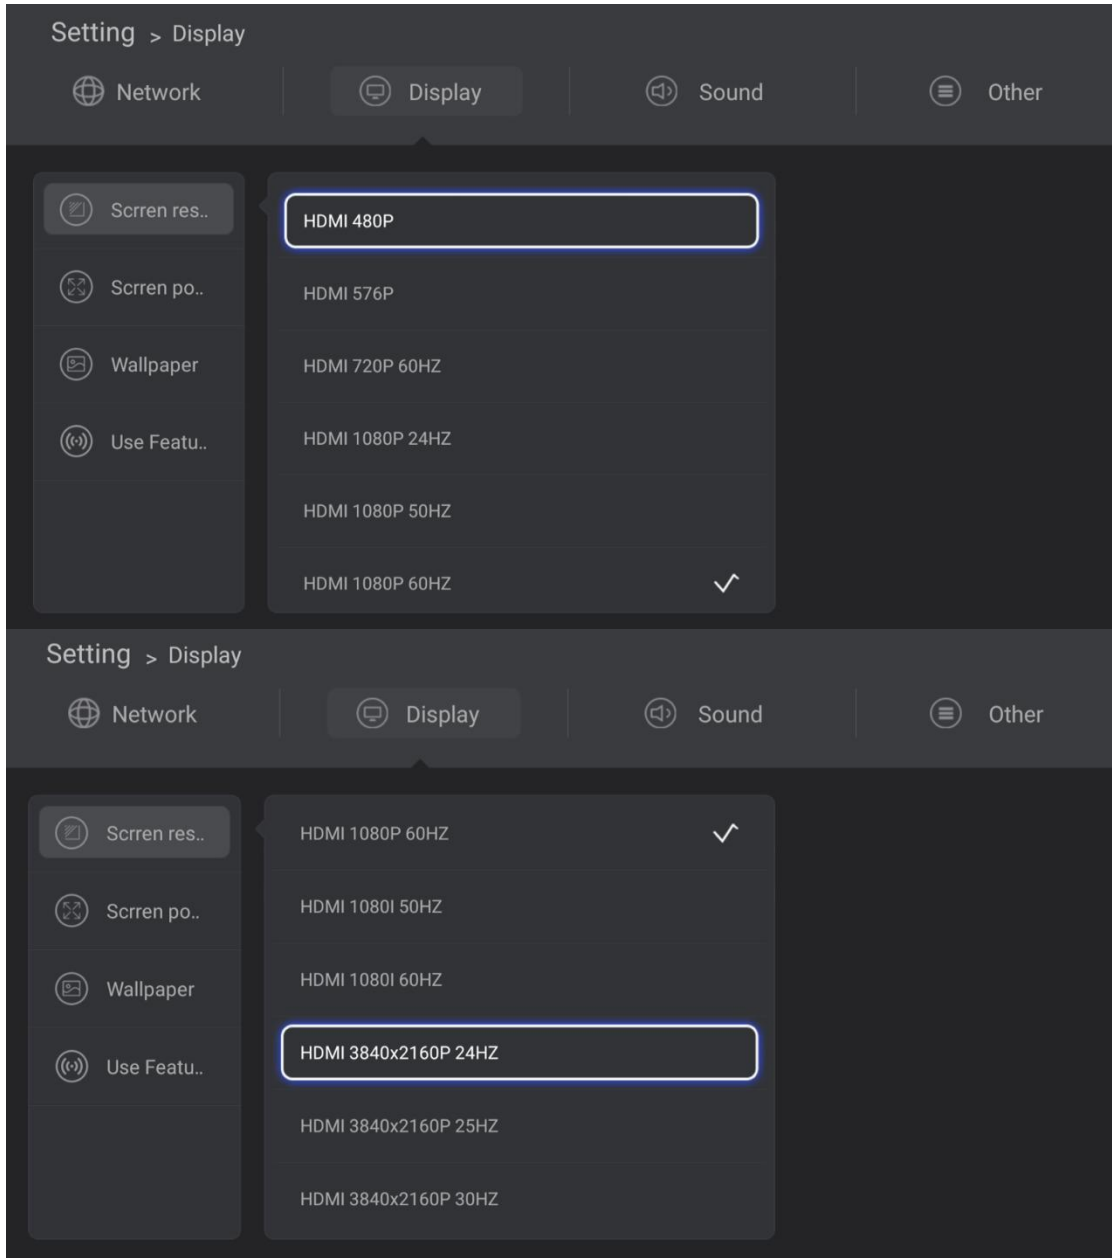 Setting > Display
Network Display Sound Other
Scrren res..
Scrren po..
Wallpaper
Use Featu..
HDMI 480P
HDMI 576P
HDMI 720P 60HZ
HDMI 1080P 24HZ
HDMI 1080P 50HZ
HDMI 1080P 60HZ
Setting > Display
Network Display Sound Other
Scrren res..
Scrren po..
Wallpaper
Use Featu..
HDMI 1080P 60HZ
HDMI 1080I 50HZ
HDMI 1080I 60HZ
HDMI 3840x2160P 24HZ
HDMI 3840x2160P 25HZ
HDMI 3840x2160P 30HZ